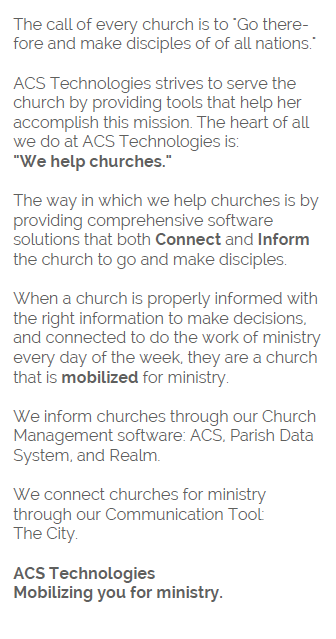 The call of every church is to "Go there-
fore and make disciples of of all nations."
ACS Technologies strives to serve the
church by providing tools that help her
accomplish this mission. The heart of all
we do at ACS Technologies is:
"We help churches."
The way in which we help churches is by
providing comprehensive software
solutions that both Connect and Inform
the church to go and make disciples.
When a church is properly informed with
the right information to make decisions,
and connected to do the work of ministry
every day of the week, they are a church
that is mobilized for ministry.
We inform churches through our Church
Management software: ACS, Parish Data
System, and Realm.
We connect churches for ministry
through our Communication Tool:
The City.
ACS Technologies
Mobilizing you for ministry.